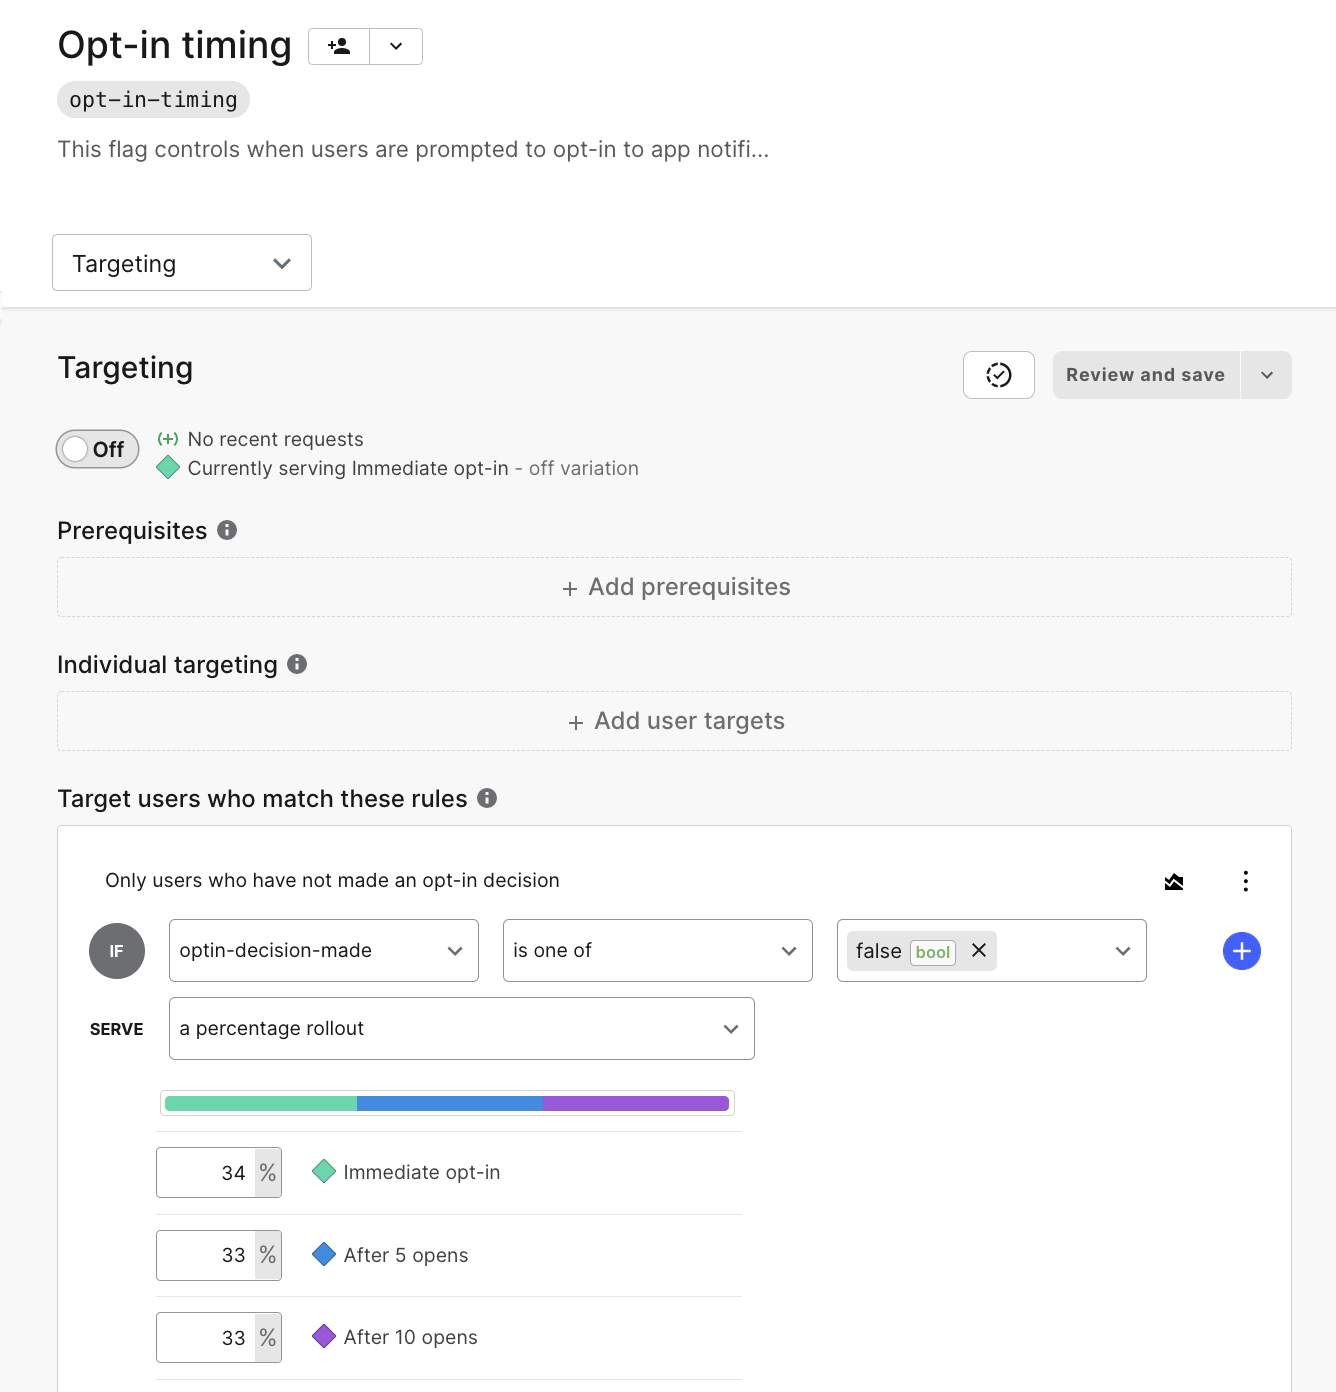 Opt-in timing
opt-in-timing
This flag controls when users are prompted to opt-in to app notifi...
Targeting
Targeting
Review and save
Off
(+) No recent requests
Currently serving Immediate opt-in - off variation
Prerequisites
+ Add prerequisites
Individual targeting
+ Add user targets
Target users who match these rules
Only users who have not made an opt-in decision
IF optin-decision-made is one of false bool
SERVE a percentage rollout
34 % Immediate opt-in
33 % After 5 opens
33 % After 10 opens